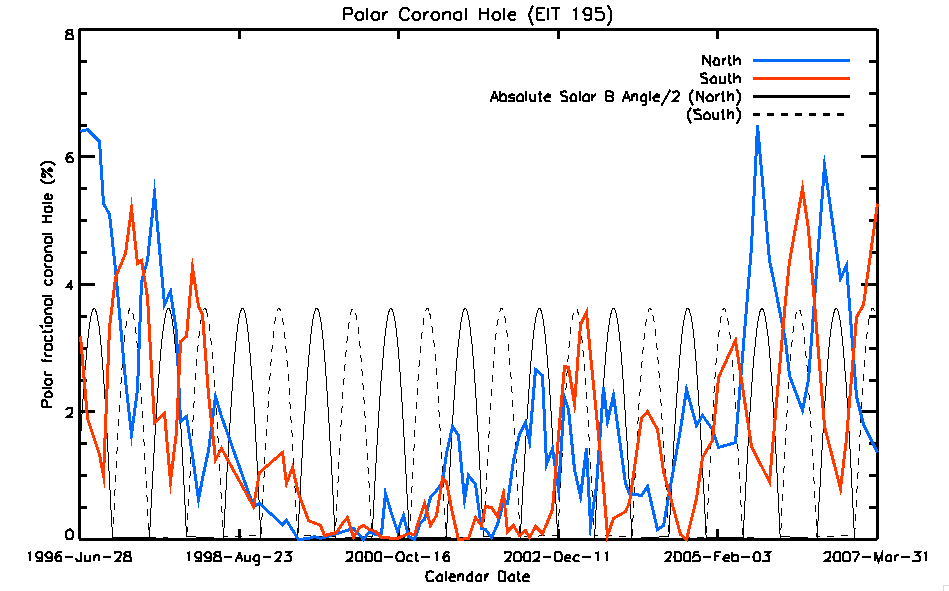 Polar Coronal Hole (EIT 195)
8
North
South
Absolute Solar B Angle/2 (North)
(South)
6
Polar fractional coronal Hole (%)
4
2
0
1996-Jun-28 1998-Aug-23 2000-Oct-16 2002-Dec-11 2005-Feb-03 2007-Mar-31
Calendar Date